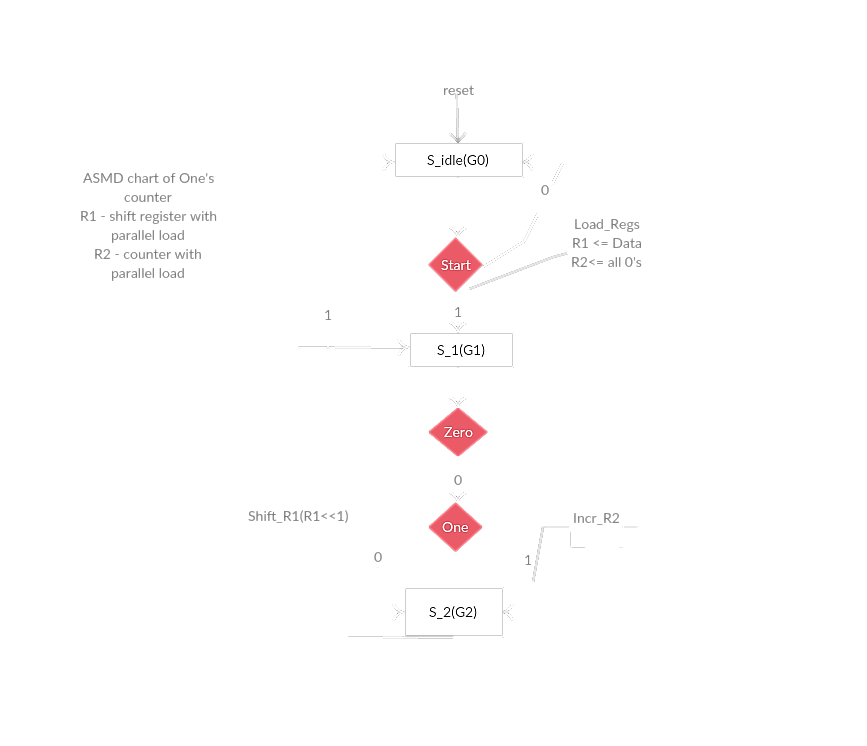 reset
S_idle(G0)
ASMD chart of One's
counter
R1 - shift register with
parallel load
R2 - counter with
parallel load
0
Load_Regs
R1 <= Data
R2<= all 0's
Start
1
1
S_1(G1)
Zero
0
Shift_R1(R1<<1)
One
Incr_R2
0
1
S_2(G2)